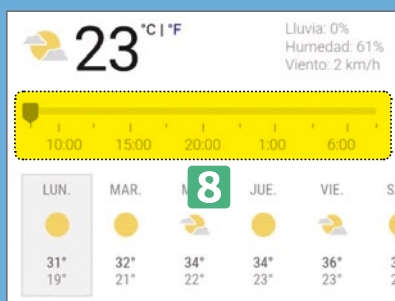 23 °C | °F
Lluvia: 0%
Humedad: 61%
Viento: 2 km/h
10:00 15:00 20:00 1:00 6:00
8
LUN. MAR. JUE. VIE.
31° 32° 34° 34° 36°
19° 21° 22° 23° 23°